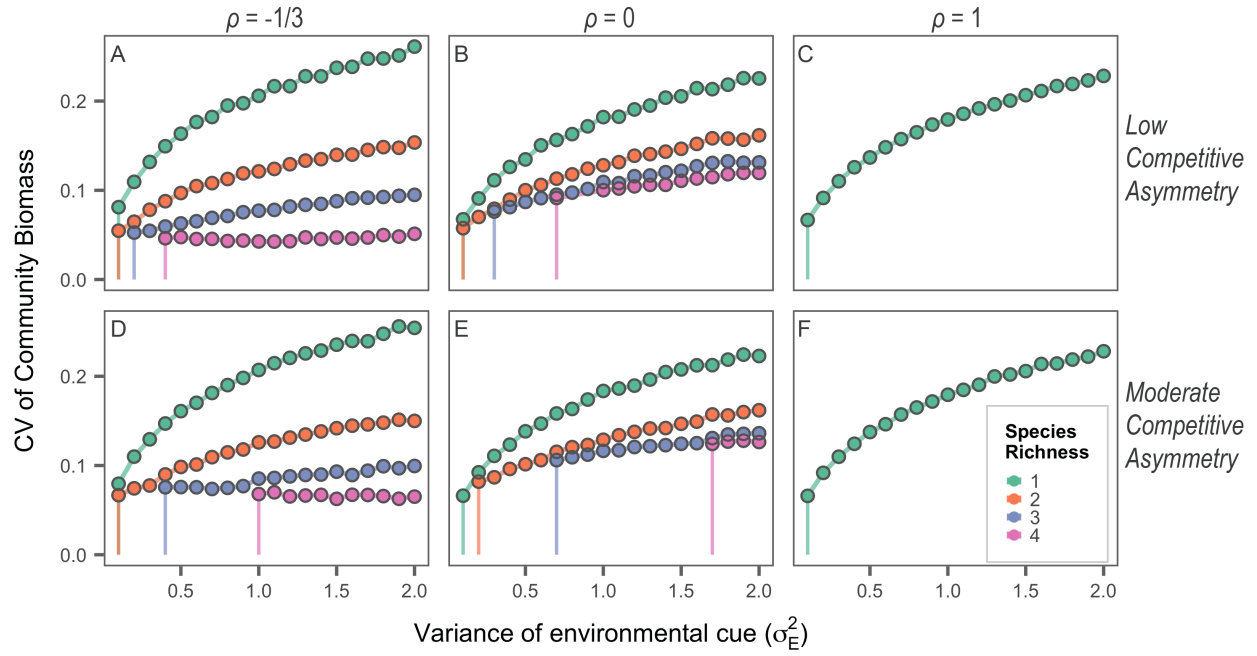 ρ = -1/3
ρ = 0
ρ = 1
A
B
C
0.2
0.1
0.0
Low
Competitive
Asymmetry
CV of Community Biomass
D
E
F
0.2
0.1
0.0
Moderate
Competitive
Asymmetry
Species
Richness
1
2
3
4
0.5 1.0 1.5 2.0
0.5 1.0 1.5 2.0
0.5 1.0 1.5 2.0
Variance of environmental cue (σ²E)